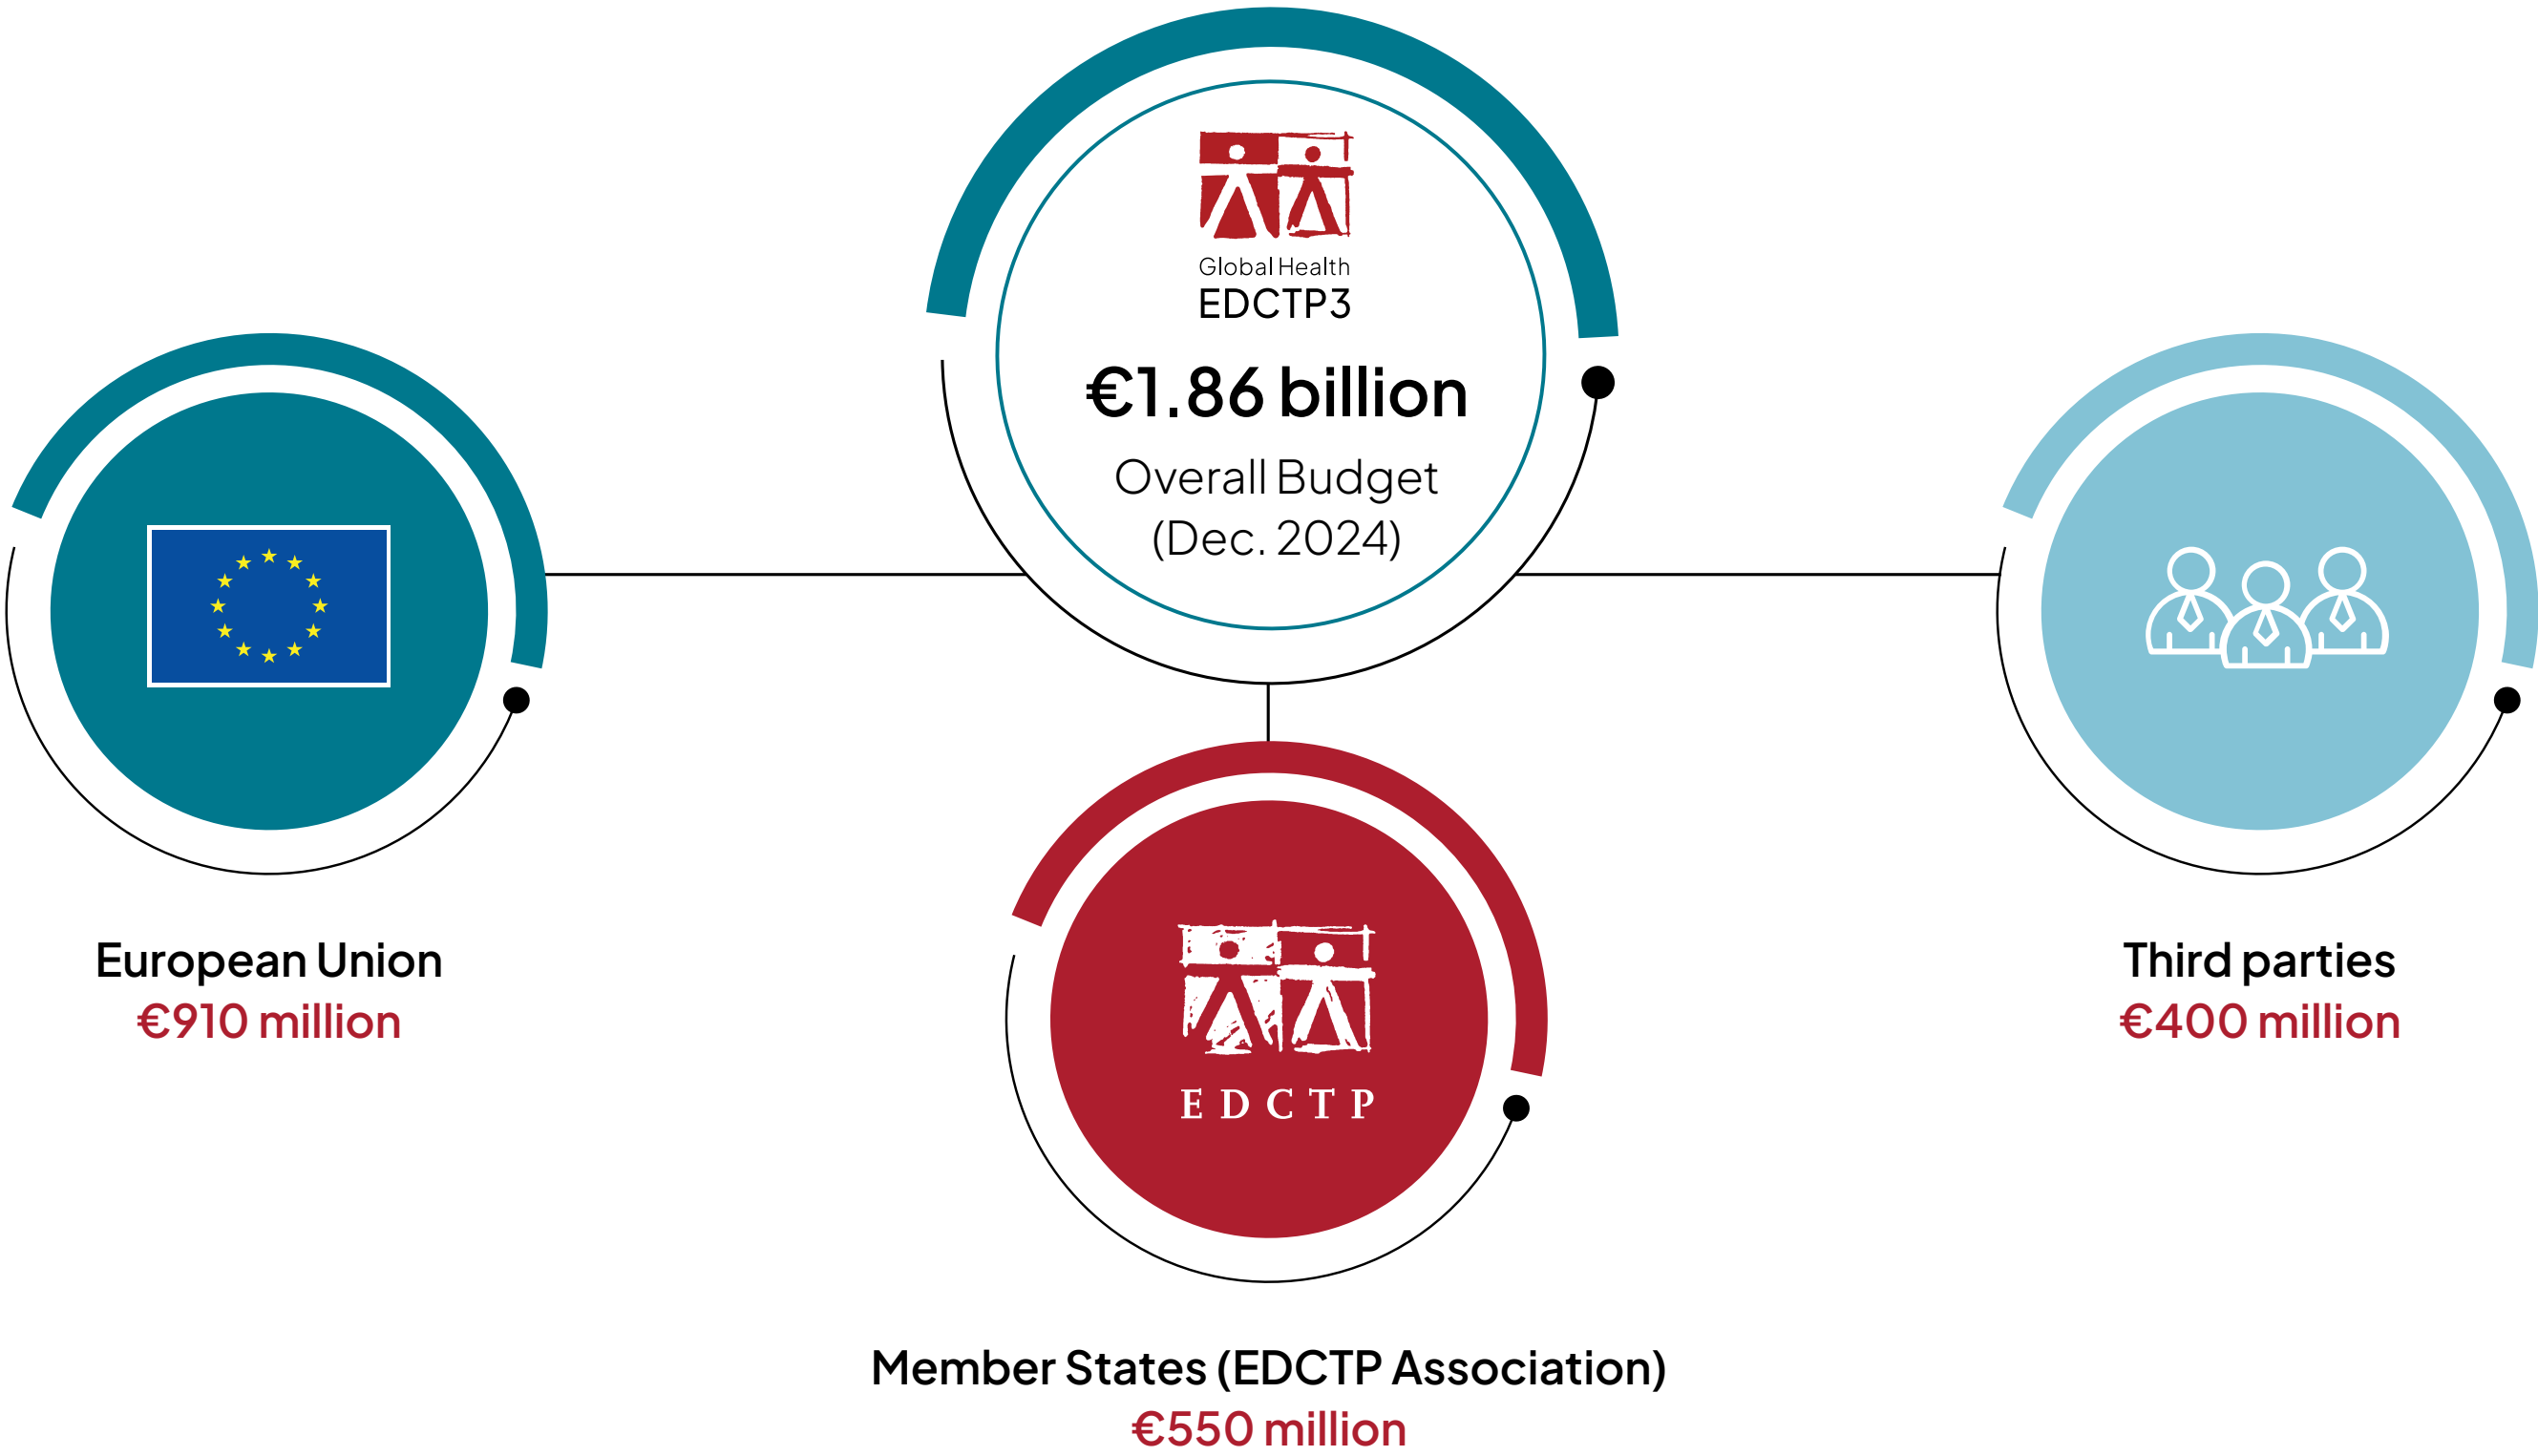 Global Health
EDCTP3
€1.86 billion
Overall Budget
(Dec. 2024)
European Union
€910 million
EDCTP
Member States (EDCTP Association)
€550 million
Third parties
€400 million